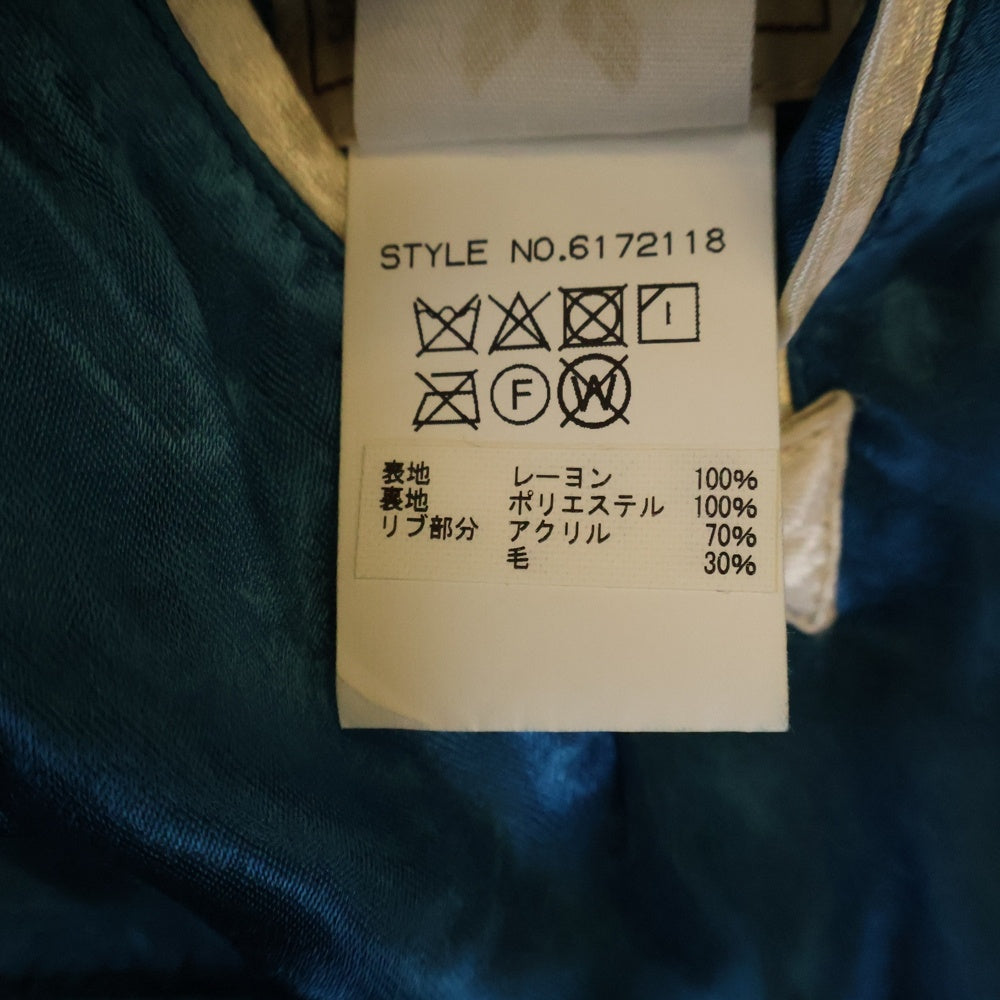 STYLE NO.6172118
F W
表地 レーヨン 100%
裏地 ポリエステル 100%
リブ部分 アクリル 70%
毛 30%